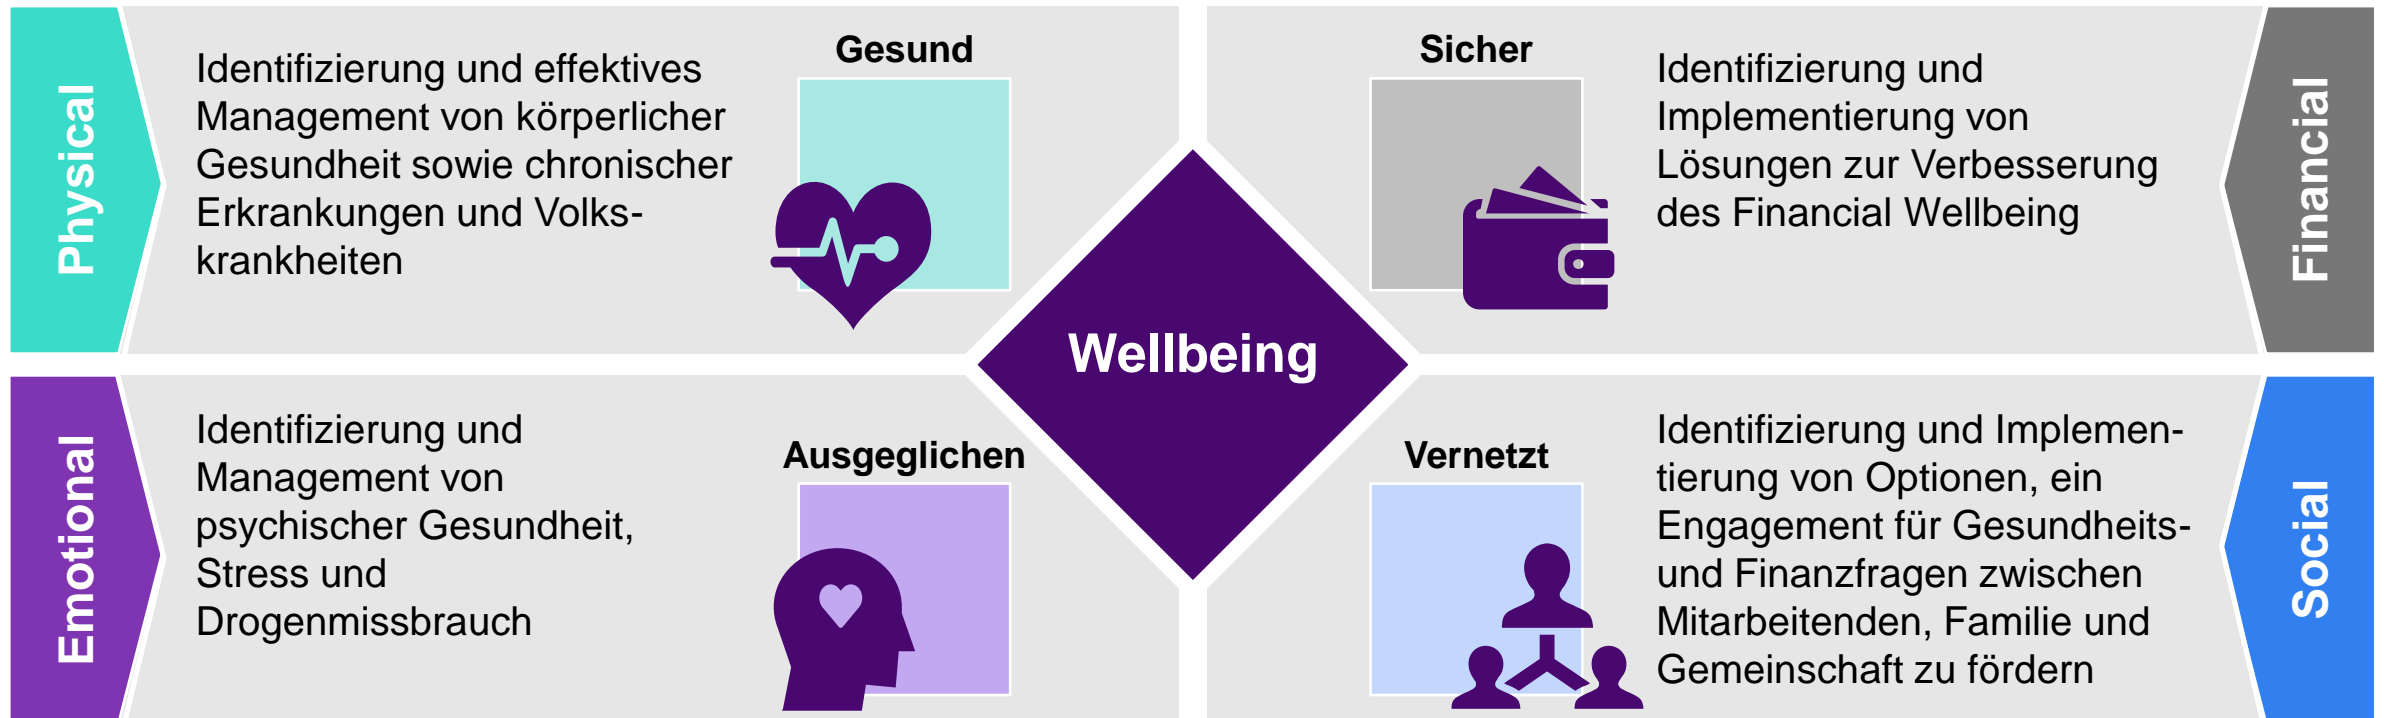 Physical
Identifizierung und effektives
Management von körperlicher
Gesundheit sowie chronischer
Erkrankungen und Volks-
krankheiten
Gesund
Sicher
Identifizierung und
Implementierung von
Lösungen zur Verbesserung
des Financial Wellbeing
Financial
Wellbeing
Emotional
Identifizierung und
Management von
psychischer Gesundheit,
Stress und
Drogenmissbrauch
Ausgeglichen
Vernetzt
Identifizierung und Implemen-
tierung von Optionen, ein
Engagement für Gesundheits-
und Finanzfragen zwischen
Mitarbeitenden, Familie und
Gemeinschaft zu fördern
Social